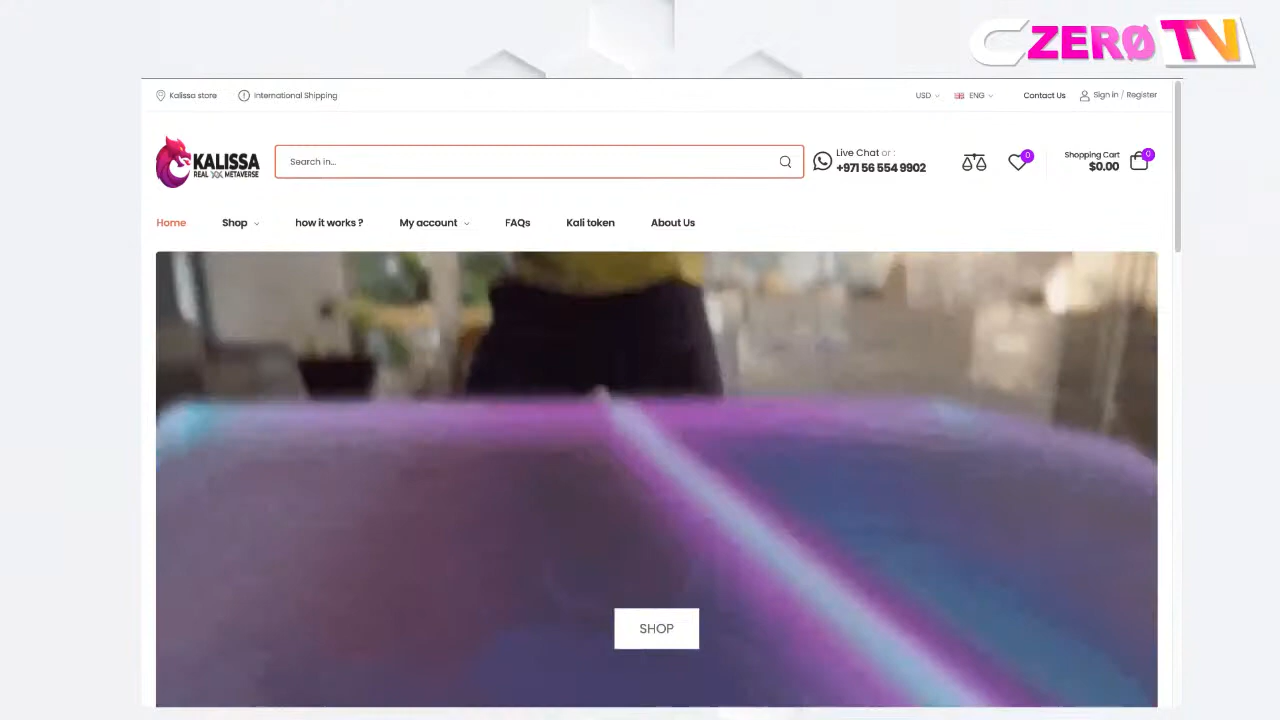 CZERØ TV
Kalissa store
International Shipping
USD
ENG
Contact Us
Sign in / Register
KALISSA
REAL METAVERSE
Search in...
Live Chat or :
+971 56 554 9902
0
Shopping Cart
$0.00
0
Home
Shop
how it works ?
My account
FAQs
Kali token
About Us
SHOP